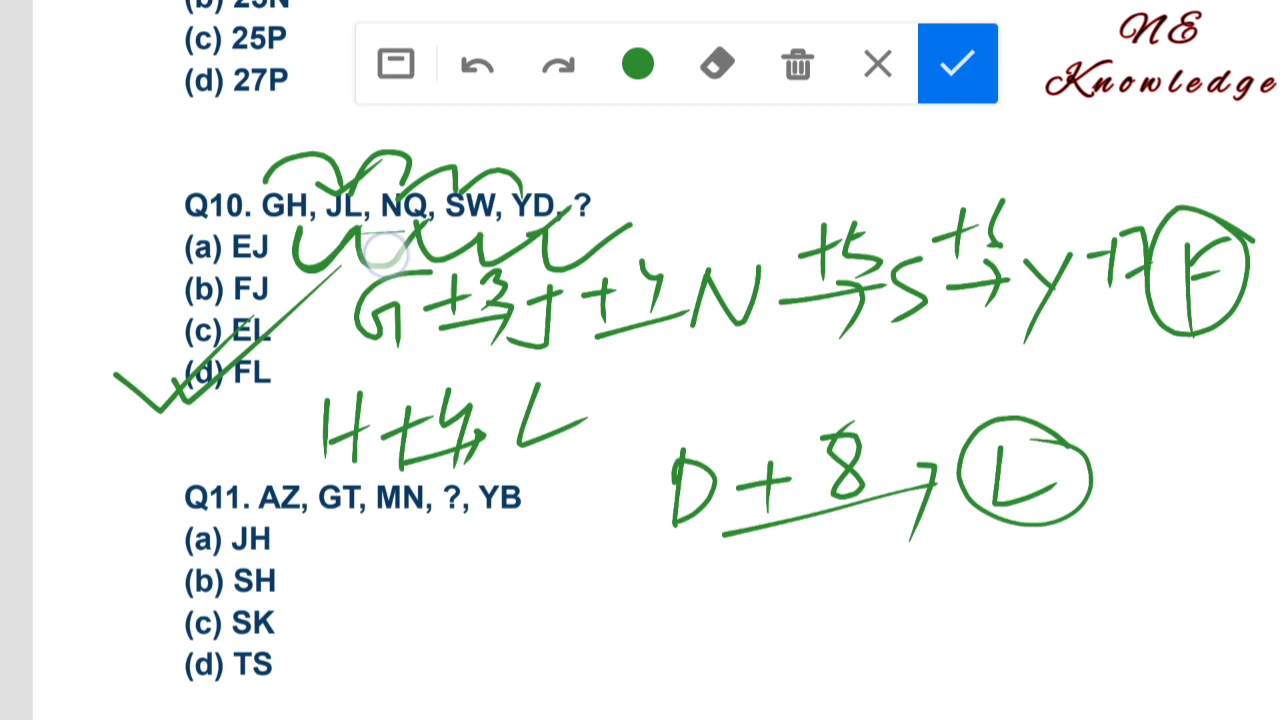 (b) 25N
(c) 25P
(d) 27P
NE
Knowledge
Q10. GH, JL, NQ, SW, YD, ?
(a) EJ
(b) FJ
(c) EL
(d) FL
G +3 J +4 N +5 S +6 Y +7 F
H +4 L
D + 8 L
Q11. AZ, GT, MN, ?, YB
(a) JH
(b) SH
(c) SK
(d) TS